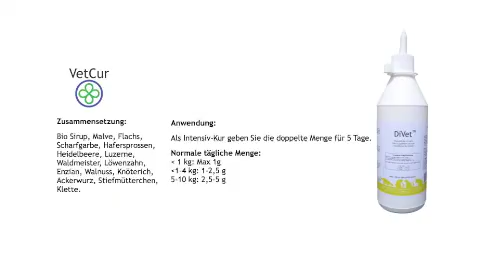 VetCur
Zusammensetzung:
Bio Sirup, Malve, Flachs,
Scharfgarbe, Hafersprossen,
Heidelbeere, Luzerne,
Waldmeister, Löwenzahn,
Enzian, Walnuss, Knöterich,
Ackerwurz, Stiefmütterchen,
Klette.
Anwendung:
Als Intensiv-Kur geben Sie die doppelte Menge für 5 Tage.
Normale tägliche Menge:
< 1 kg: Max 1g
<1-4 kg: 1-2,5 g
5-10 kg: 2,5-5 g
DiVet™